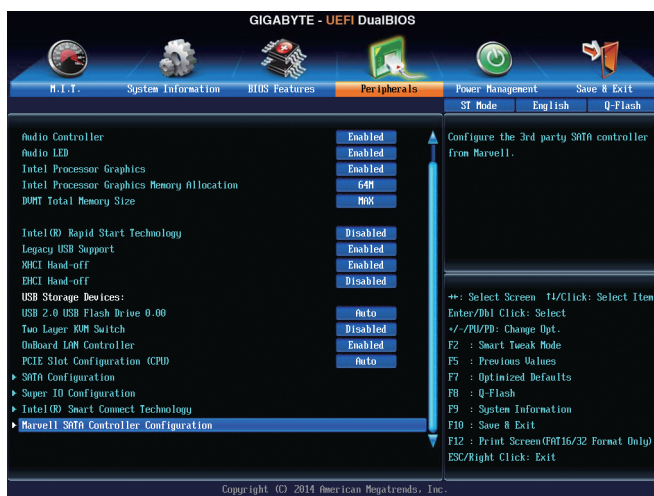 GIGABYTE - UEFI DualBIOS
M.I.T.
System Information
BIOS Features
Peripherals
Power Management
Save & Exit
ST Mode
English
Q-Flash
Audio Controller Enabled
Audio LED Enabled
Intel Processor Graphics Enabled
Intel Processor Graphics Memory Allocation 64M
DVMT Total Memory Size MAX
Intel(R) Rapid Start Technology Disabled
Legacy USB Support Enabled
XHCI Hand-off Enabled
EHCI Hand-off Disabled
USB Storage Devices:
USB 2.0 USB Flash Drive 0.00 Auto
Two Layer KVM Switch Disabled
OnBoard LAN Controller Enabled
PCIE Slot Configuration (CPU) Auto
SATA Configuration
Super IO Configuration
Intel(R) Smart Connect Technology
Marvell SATA Controller Configuration
Configure the 3rd party SATA controller
from Marvell.
→←: Select Screen ↑↓/Click: Select Item
Enter/Dbl Click: Select
+/-/PU/PD: Change Opt.
F2 : Smart Tweak Mode
F5 : Previous Values
F7 : Optimized Defaults
F8 : Q-Flash
F9 : System Information
F10 : Save & Exit
F12 : Print Screen(FAT16/32 Format Only)
ESC/Right Click: Exit
Copyright (C) 2014 American Megatrends, Inc.